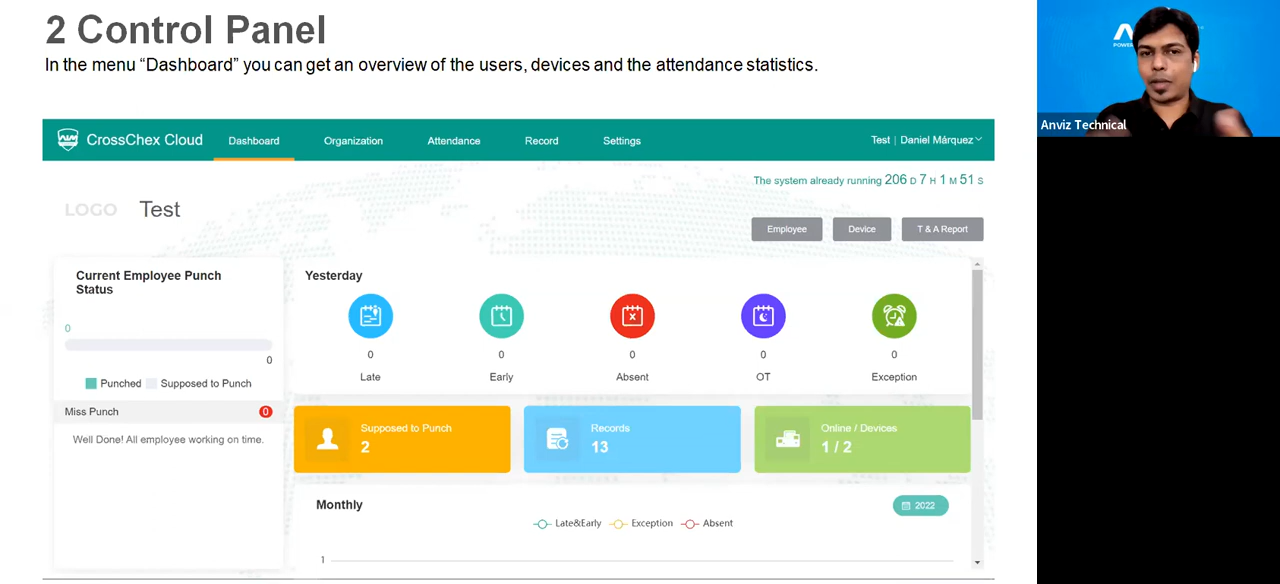 2 Control Panel
In the menu “Dashboard” you can get an overview of the users, devices and the attendance statistics.
CrossChex Cloud Dashboard Organization Attendance Record Settings Test | Daniel Márquez
The system already running 206 D 7 H 1 M 51 S
LOGO Test
Employee Device T & A Report
Current Employee Punch
Status
0
0
Punched Supposed to Punch
Miss Punch 0
Well Done! All employee working on time.
Yesterday
0 0 0 0 0
Late Early Absent OT Exception
Supposed to Punch
2
Records
13
Online / Devices
1 / 2
Monthly
2022
Late&Early Exception Absent
1
POWER
Anviz Technical